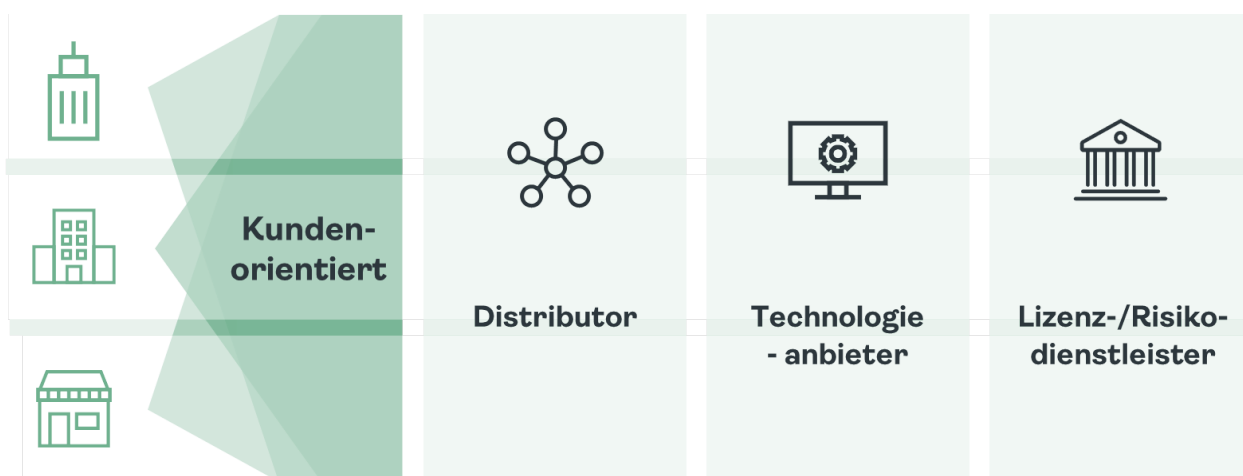 Kunden-
orientiert
Distributor
Technologie
- anbieter
Lizenz-/Risiko-
dienstleister